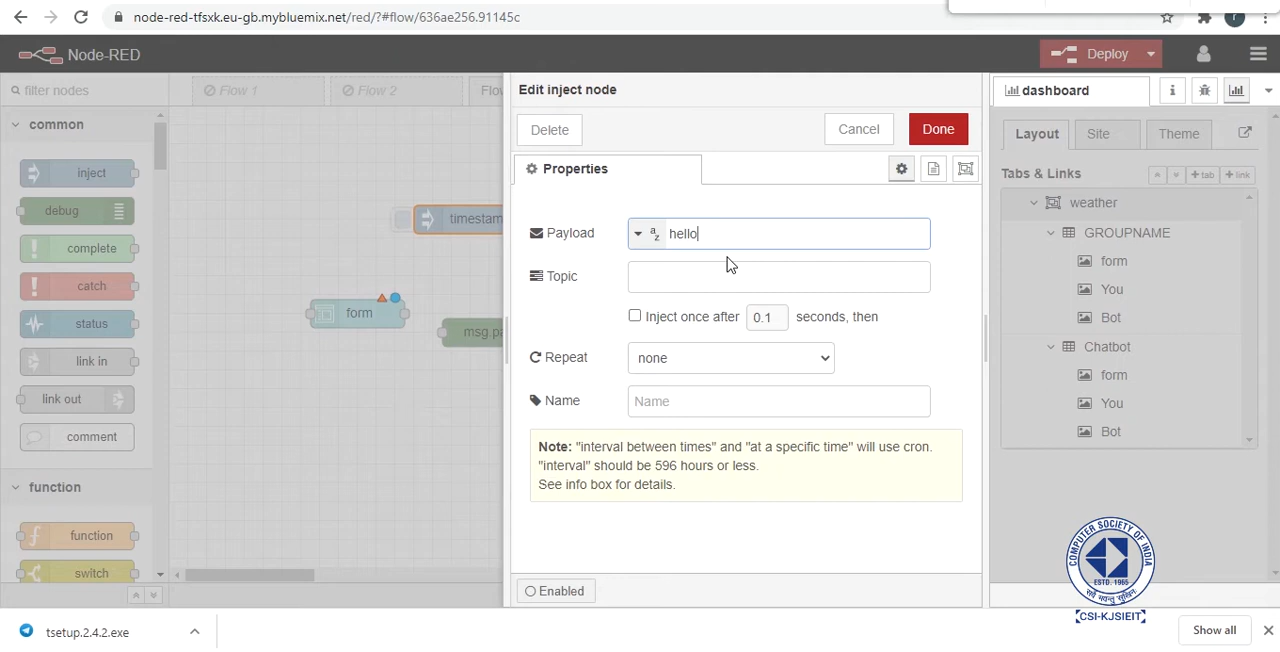 node-red-tfsxk.eu-gb.mybluemix.net/red/?#flow/636ae256.91145c
Node-RED
Deploy
filter nodes
Flow 1
Flow 2
Flow
Edit inject node
dashboard
i
common
Delete
Cancel
Done
Layout
Site
Theme
inject
Properties
Tabs & Links
tab
link
debug
timestam
weather
Payload
az
hello
GROUPNAME
complete
form
Topic
catch
You
form
Inject once after
0.1
seconds, then
Bot
status
msg.pa
Chatbot
link in
Repeat
none
form
link out
Name
Name
You
comment
Bot
Note: "interval between times" and "at a specific time" will use cron.
"interval" should be 596 hours or less.
See info box for details.
function
f
function
switch
Enabled
COMPUTER SOCIETY OF INDIA
ESTD. 1965
सर्वे भवन्तु सुखिनः
CSI-KJSIEIT
tsetup.2.4.2.exe
Show all